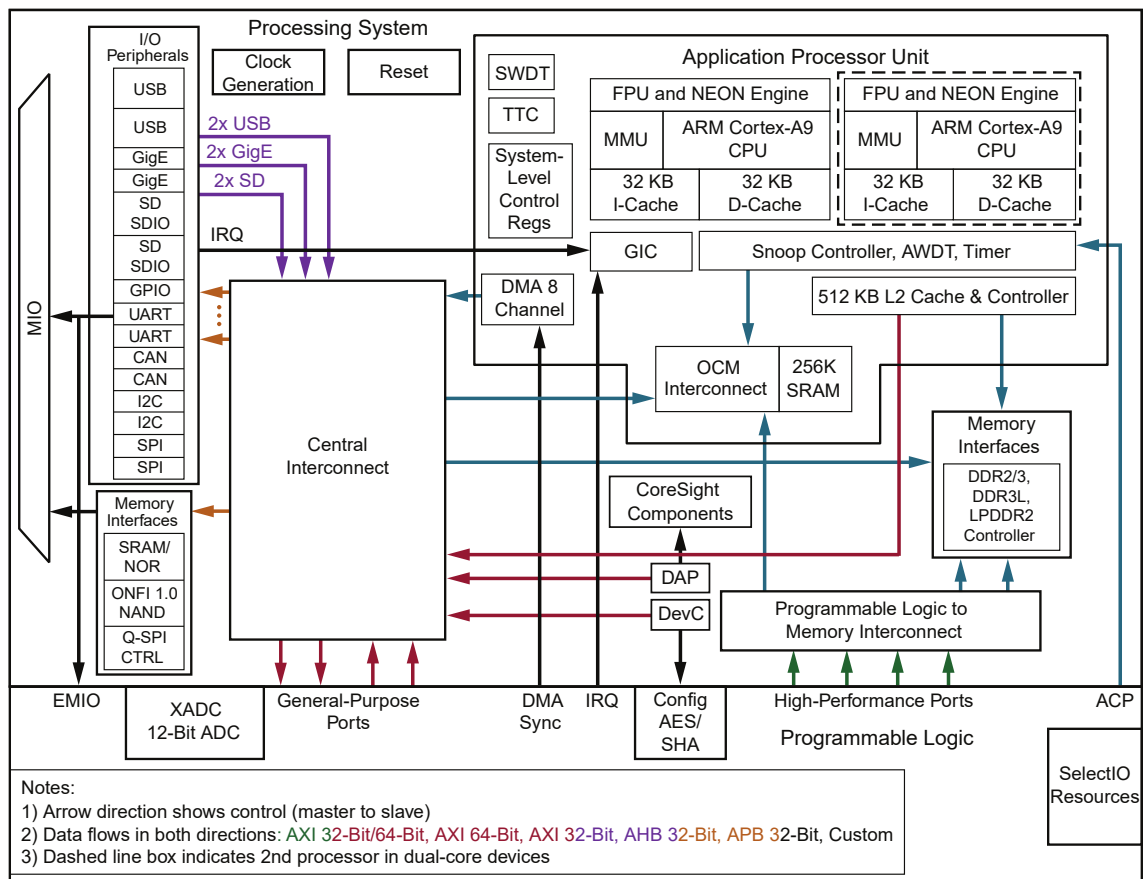 Processing System
I/O
Peripherals
USB
USB
GigE
GigE
SD
SDIO
SD
SDIO
GPIO
UART
UART
CAN
CAN
I2C
I2C
SPI
SPI
MIO
Clock
Generation
Reset
2x USB
2x GigE
2x SD
IRQ
Application Processor Unit
SWDT
TTC
System-
Level
Control
Regs
FPU and NEON Engine
MMU
ARM Cortex-A9
CPU
32 KB
I-Cache
32 KB
D-Cache
FPU and NEON Engine
MMU
ARM Cortex-A9
CPU
32 KB
I-Cache
32 KB
D-Cache
GIC
Snoop Controller, AWDT, Timer
DMA 8
Channel
512 KB L2 Cache & Controller
OCM
Interconnect
256K
SRAM
Central
Interconnect
Memory
Interfaces
DDR2/3,
DDR3L,
LPDDR2
Controller
CoreSight
Components
Memory
Interfaces
SRAM/
NOR
ONFI 1.0
NAND
Q-SPI
CTRL
DAP
DevC
Programmable Logic to
Memory Interconnect
EMIO
XADC
12-Bit ADC
General-Purpose
Ports
DMA
Sync
IRQ
Config
AES/
SHA
High-Performance Ports
ACP
Programmable Logic
SelectIO
Resources
Notes:
1) Arrow direction shows control (master to slave)
2) Data flows in both directions: AXI 32-Bit/64-Bit, AXI 64-Bit, AXI 32-Bit, AHB 32-Bit, APB 32-Bit, Custom
3) Dashed line box indicates 2nd processor in dual-core devices